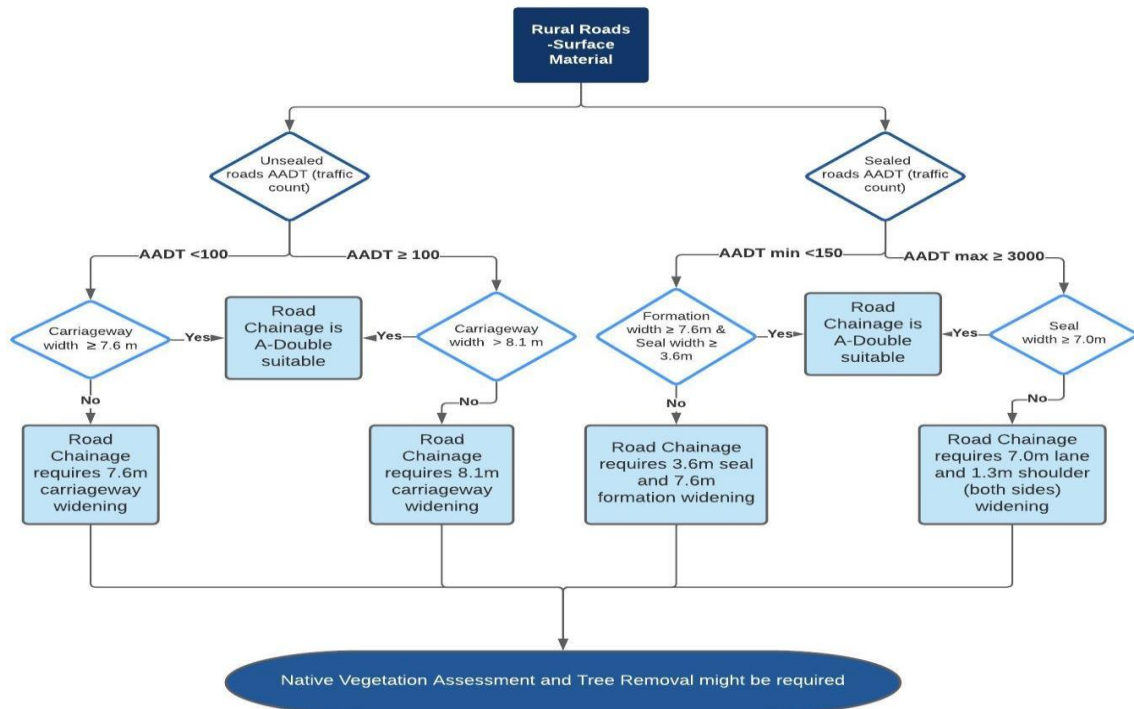 Rural Roads
-Surface
Material
Unsealed
roads AADT (traffic
count)
Sealed
roads AADT (traffic
count)
AADT <100
AADT ≥ 100
AADT min <150
AADT max ≥ 3000
Carriageway
width ≥ 7.6 m
Yes
Road
Chainage is
A-Double
suitable
Yes
Carriageway
width > 8.1 m
Formation
width ≥ 7.6m &
Seal width ≥
3.6m
Yes
Road
Chainage is
A-Double
suitable
Yes
Seal
width ≥ 7.0m
No
No
No
No
Road
Chainage
requires 7.6m
carriageway
widening
Road
Chainage
requires 8.1m
carriageway
widening
Road Chainage
requires 3.6m seal
and 7.6m
formation widening
Road Chainage
requires 7.0m lane
and 1.3m shoulder
(both sides)
widening
Native Vegetation Assessment and Tree Removal might be required